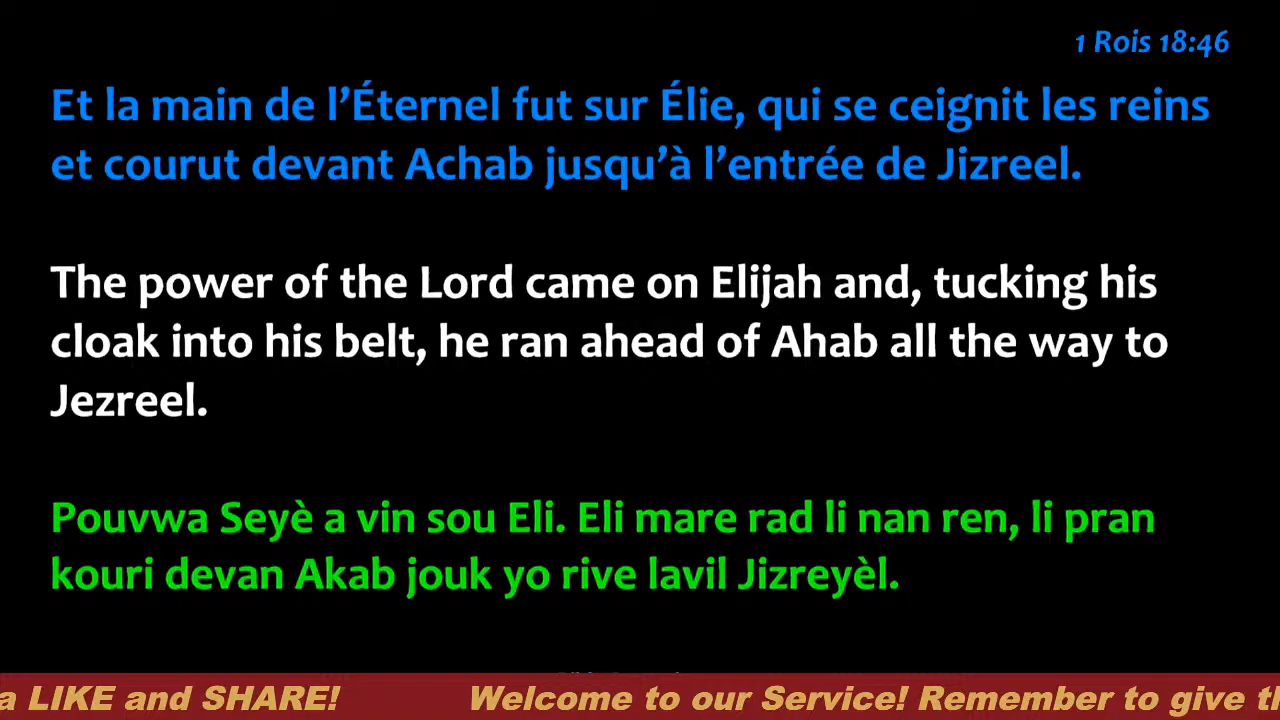 1 Rois 18:46
Et la main de l’Éternel fut sur Élie, qui se ceignit les reins
et courut devant Achab jusqu’à l’entrée de Jizreel.
The power of the Lord came on Elijah and, tucking his
cloak into his belt, he ran ahead of Ahab all the way to
Jezreel.
Pouvwa Seyè a vin sou Eli. Eli mare rad li nan ren, li pran
kouri devan Akab jouk yo rive lavil Jizreyèl.
a LIKE and SHARE! Welcome to our Service! Remember to give